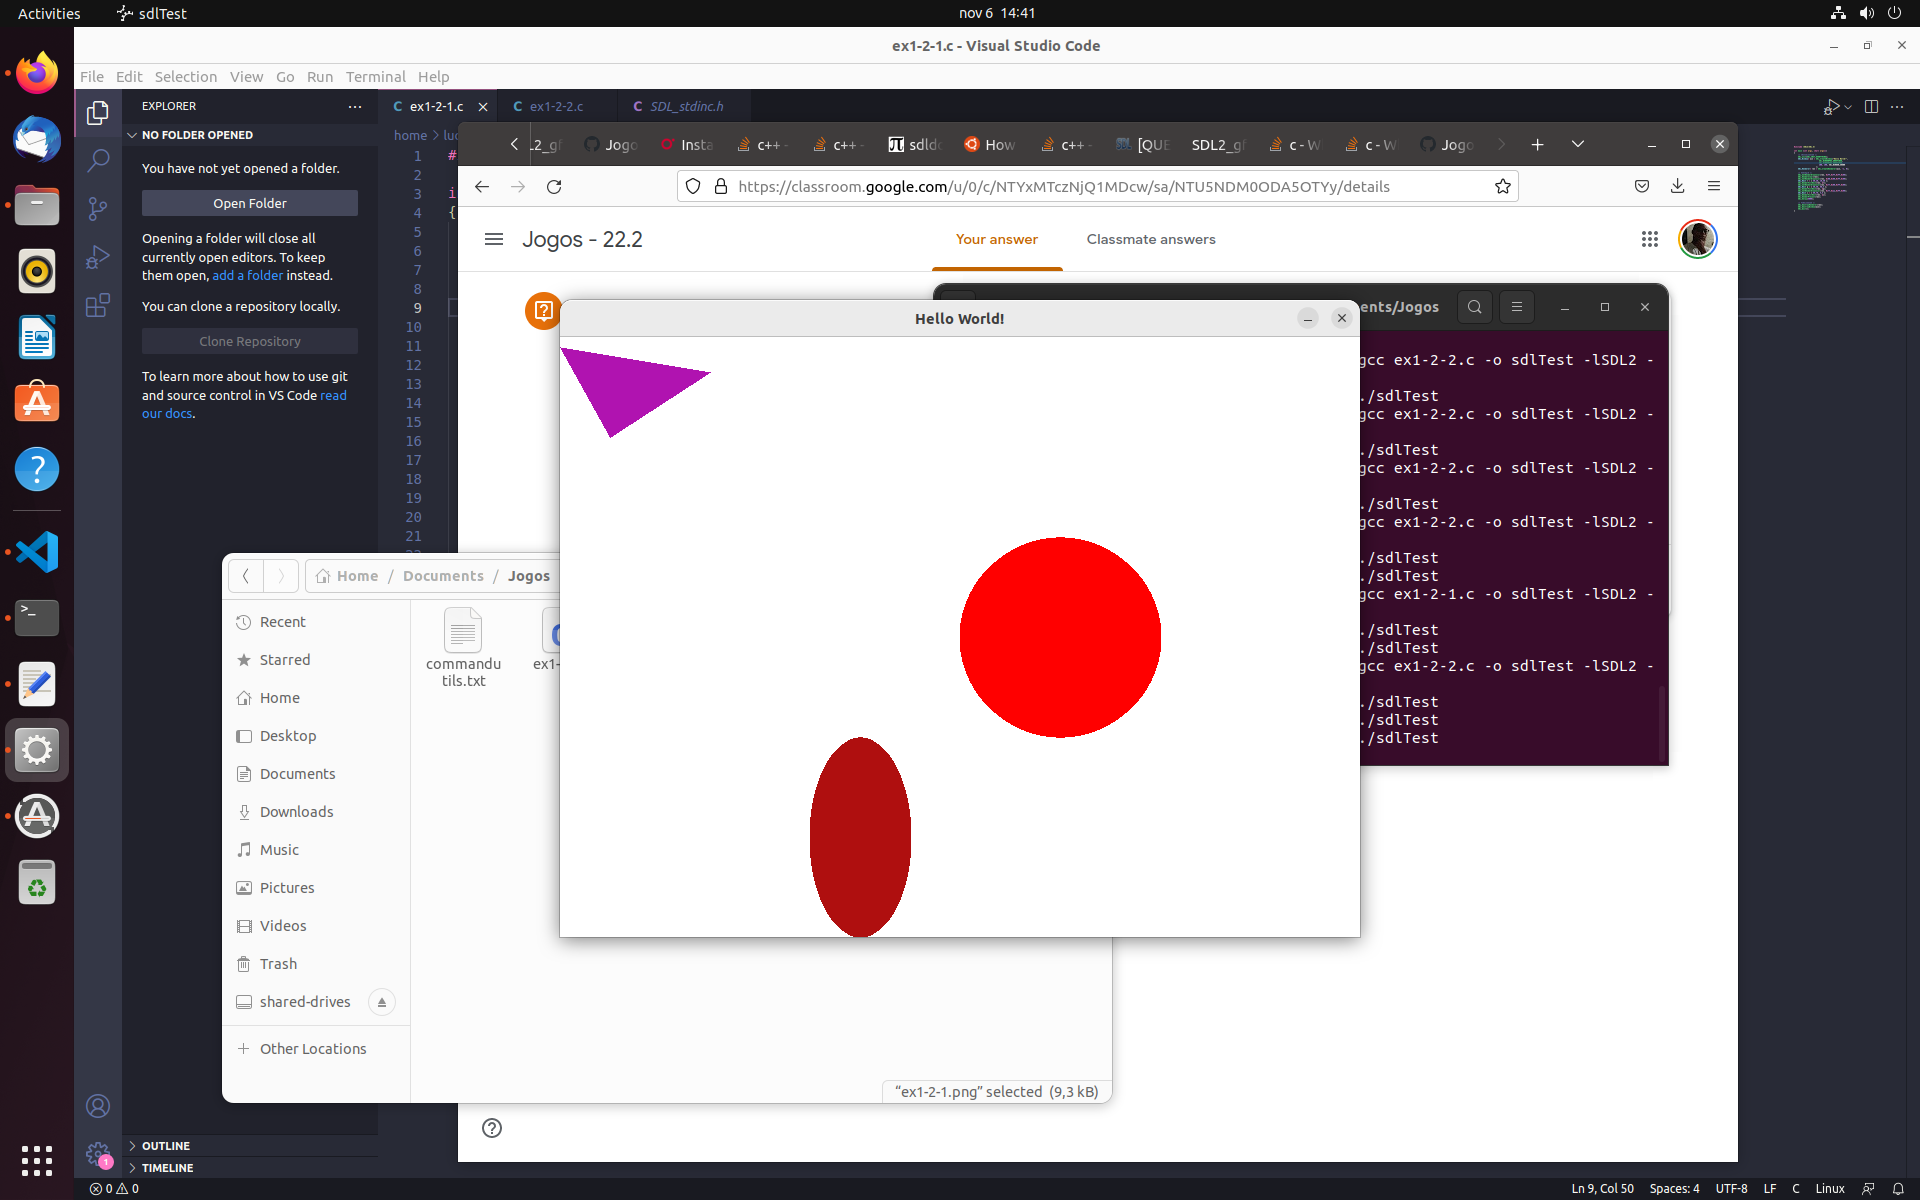 Activities
sdlTest
nov 6 14:41
ex1-2-1.c - Visual Studio Code
File Edit Selection View Go Run Terminal Help
EXPLORER
ex1-2-1.c
ex1-2-2.c
SDL_stdinc.h
NO FOLDER OPENED
You have not yet opened a folder.
Open Folder
Opening a folder will close all
currently open editors. To keep
them open, add a folder instead.
You can clone a repository locally.
Clone Repository
To learn more about how to use git
and source control in VS Code read
our docs.
home > luc
1 #
2
3 i
4 {
5
6
7
8
9
10
11
12
13
14
15
16
17
18
19
20
21
L2_gf
Jogo
Insta
c++ -
c++ -
sdldo
How
c++ -
[QUE
SDL2_gf
c - W
c - W
Jogo
https://classroom.google.com/u/0/c/NTYxMTczNjQ1MDcw/sa/NTU5NDM0ODA5OTYy/details
Jogos - 22.2
Your answer
Classmate answers
Hello World!
ents/Jogos
gcc ex1-2-2.c -o sdlTest -lSDL2 -
./sdlTest
gcc ex1-2-2.c -o sdlTest -lSDL2 -
./sdlTest
gcc ex1-2-2.c -o sdlTest -lSDL2 -
./sdlTest
gcc ex1-2-2.c -o sdlTest -lSDL2 -
./sdlTest
./sdlTest
gcc ex1-2-1.c -o sdlTest -lSDL2 -
./sdlTest
./sdlTest
gcc ex1-2-2.c -o sdlTest -lSDL2 -
./sdlTest
./sdlTest
./sdlTest
Home / Documents / Jogos
Recent
Starred
Home
Desktop
Documents
Downloads
Music
Pictures
Videos
Trash
shared-drives
Other Locations
commandu
tils.txt
ex1-
“ex1-2-1.png” selected (9,3 kB)
OUTLINE
TIMELINE
1
0 0
Ln 9, Col 50
Spaces: 4
UTF-8
LF
C
Linux